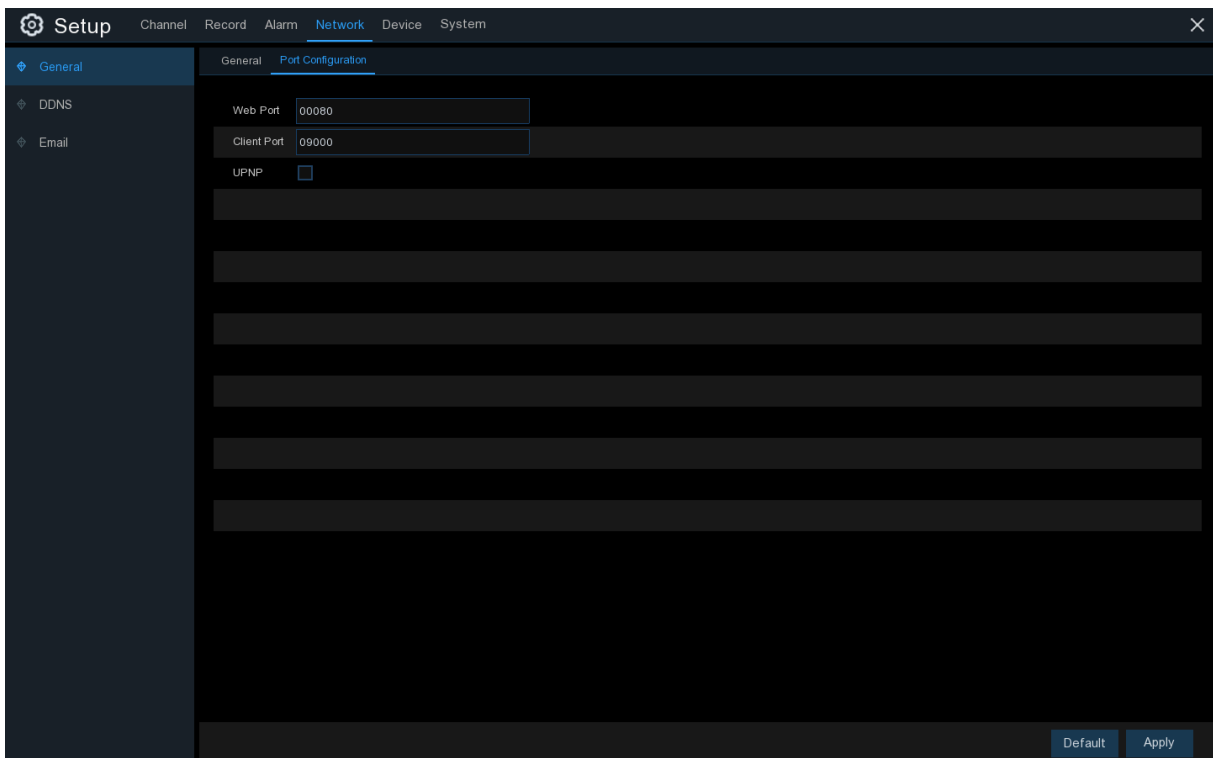 Setup Channel Record Alarm Network Device System
General
DDNS
Email
General Port Configuration
Web Port 00080
Client Port 09000
UPNP
Default Apply